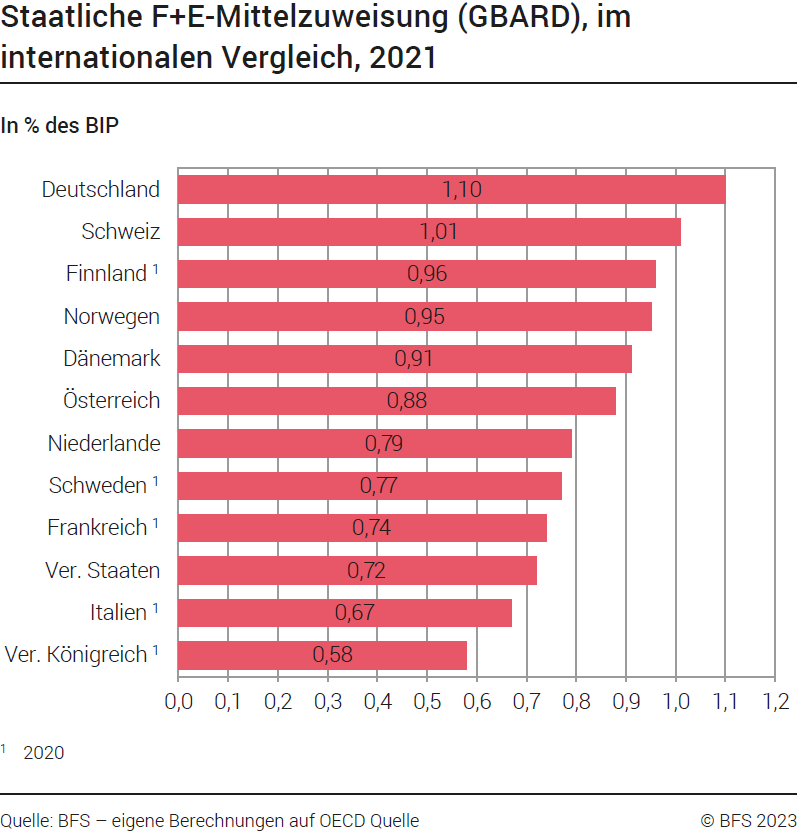 Staatliche F+E-Mittelzuweisung (GBARD), im
internationalen Vergleich, 2021
In % des BIP
Deutschland 1,10
Schweiz 1,01
Finnland ¹ 0,96
Norwegen 0,95
Dänemark 0,91
Österreich 0,88
Niederlande 0,79
Schweden ¹ 0,77
Frankreich ¹ 0,74
Ver. Staaten 0,72
Italien ¹ 0,67
Ver. Königreich ¹ 0,58
0,0 0,1 0,2 0,3 0,4 0,5 0,6 0,7 0,8 0,9 1,0 1,1 1,2
¹ 2020
Quelle: BFS – eigene Berechnungen auf OECD Quelle © BFS 2023